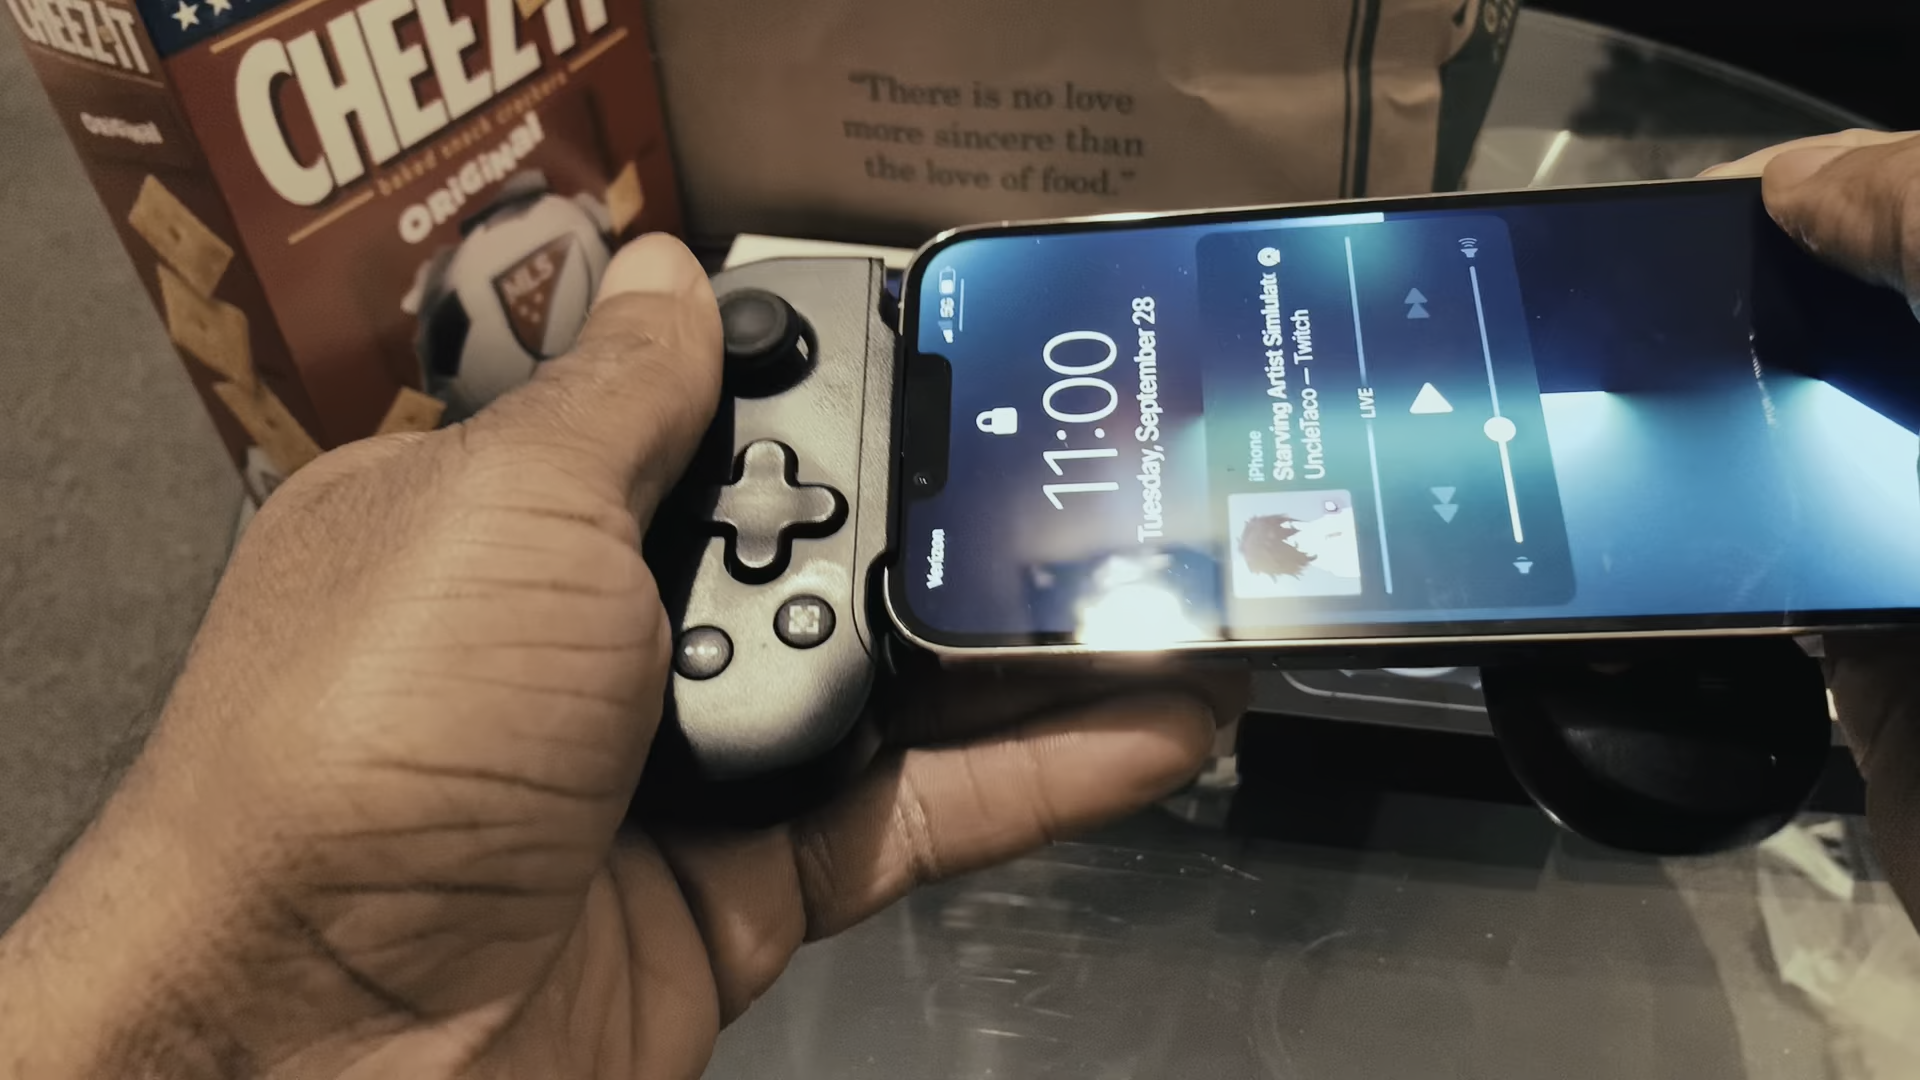 CHEEZ-IT
Original
CHEEZ-IT
baked snack crackers
ORIGINAL
MLS
“There is no love
more sincere than
the love of food.”
Verizon
5G
11:00
Tuesday, September 28
iPhone
Starving Artist Simulat
UncleTaco — Twitch
LIVE